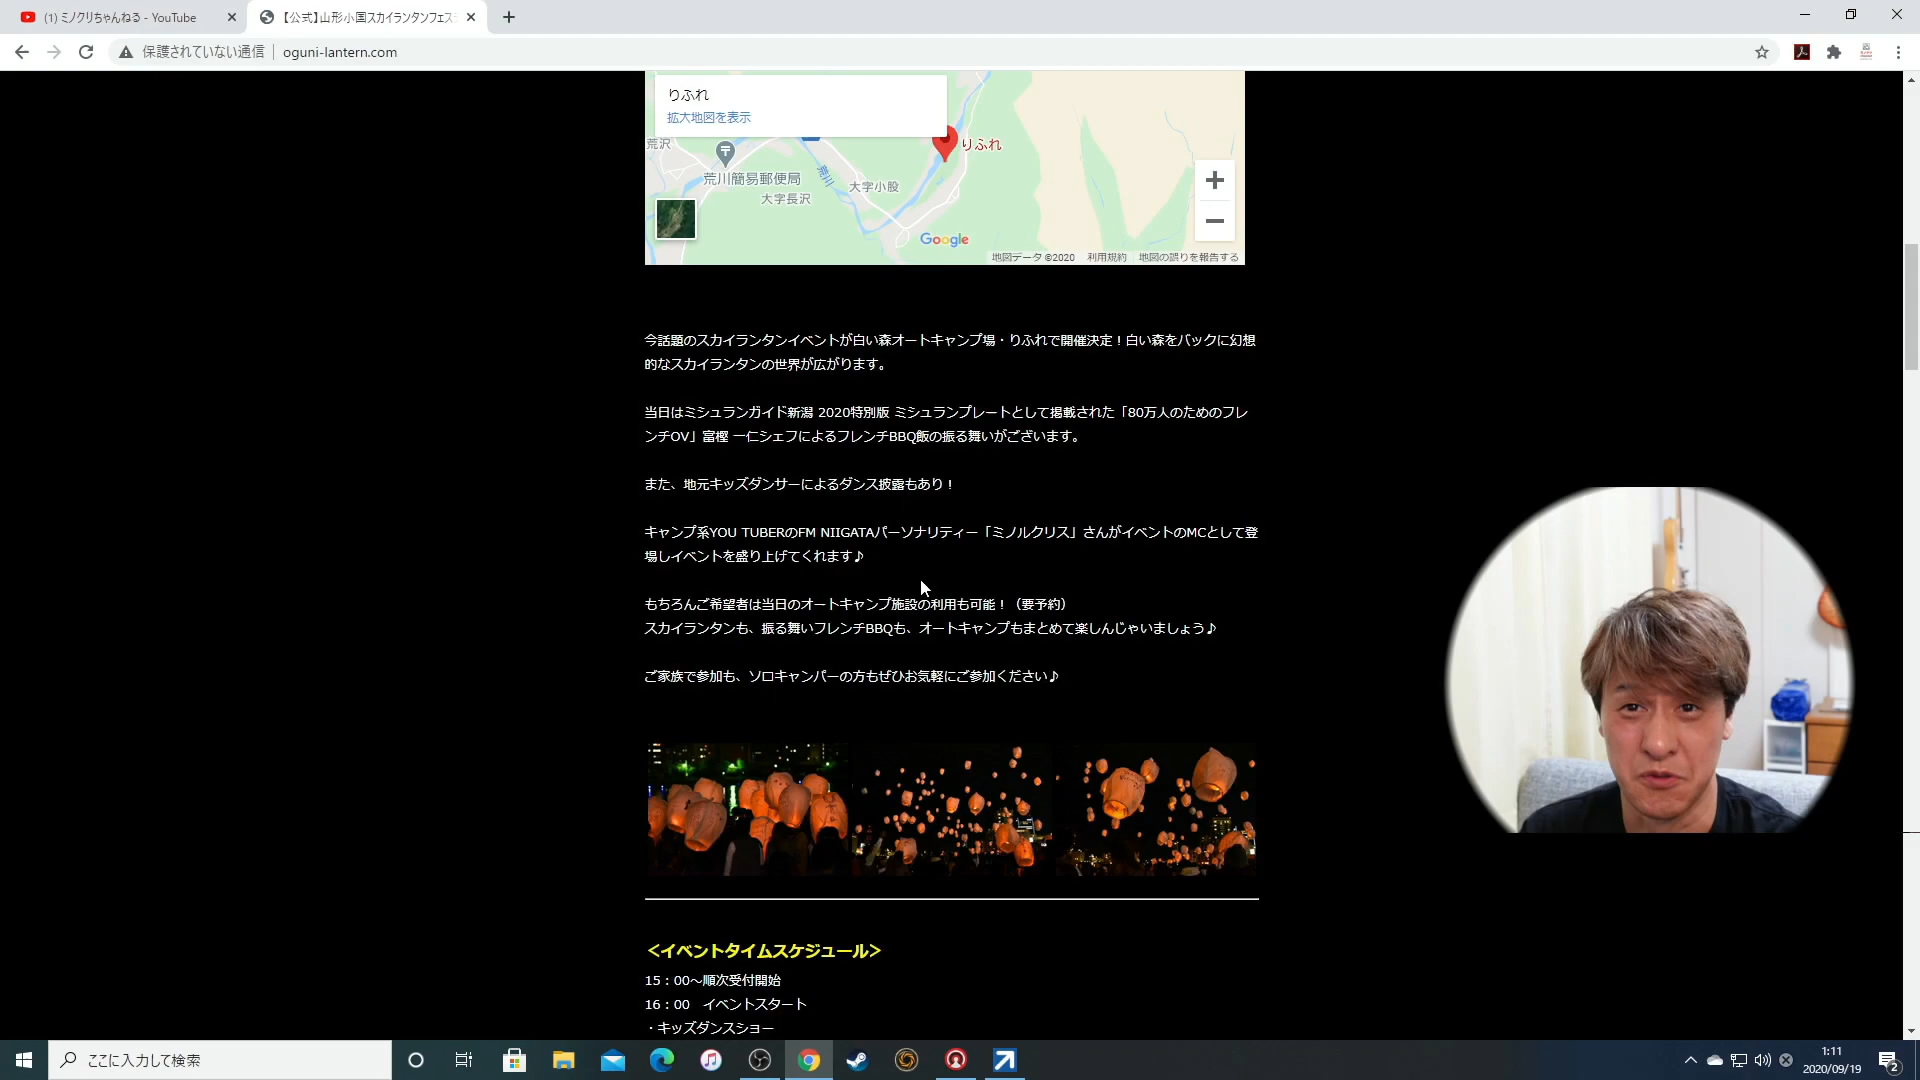 (1) ミノクリちゃんねる - YouTube
【公式】山形小国スカイランタンフェス
保護されていない通信
oguni-lantern.com
りふれ
拡大地図を表示
荒沢
りふれ
荒川簡易郵便局
荒川
大字小股
大字長沢
Google
地図データ ©2020 利用規約 地図の誤りを報告する
今話題のスカイランタンイベントが白い森オートキャンプ場・りふれで開催決定！白い森をバックに幻想
的なスカイランタンの世界が広がります。
当日はミシュランガイド新潟 2020特別版 ミシュランプレートとして掲載された「80万人のためのフレ
ンチOV」富樫 一仁シェフによるフレンチBBQ飯の振る舞いがございます。
また、地元キッズダンサーによるダンス披露もあり！
キャンプ系YOU TUBERのFM NIIGATAパーソナリティー「ミノルクリス」さんがイベントのMCとして登
場しイベントを盛り上げてくれます♪
もちろんご希望者は当日のオートキャンプ施設の利用も可能！（要予約）
スカイランタンも、振る舞いフレンチBBQも、オートキャンプもまとめて楽しんじゃいましょう♪
ご家族で参加も、ソロキャンパーの方もぜひお気軽にご参加ください♪
＜イベントタイムスケジュール＞
15：00～順次受付開始
16：00　イベントスタート
・キッズダンスショー
ここに入力して検索
1:11
2020/09/19
2